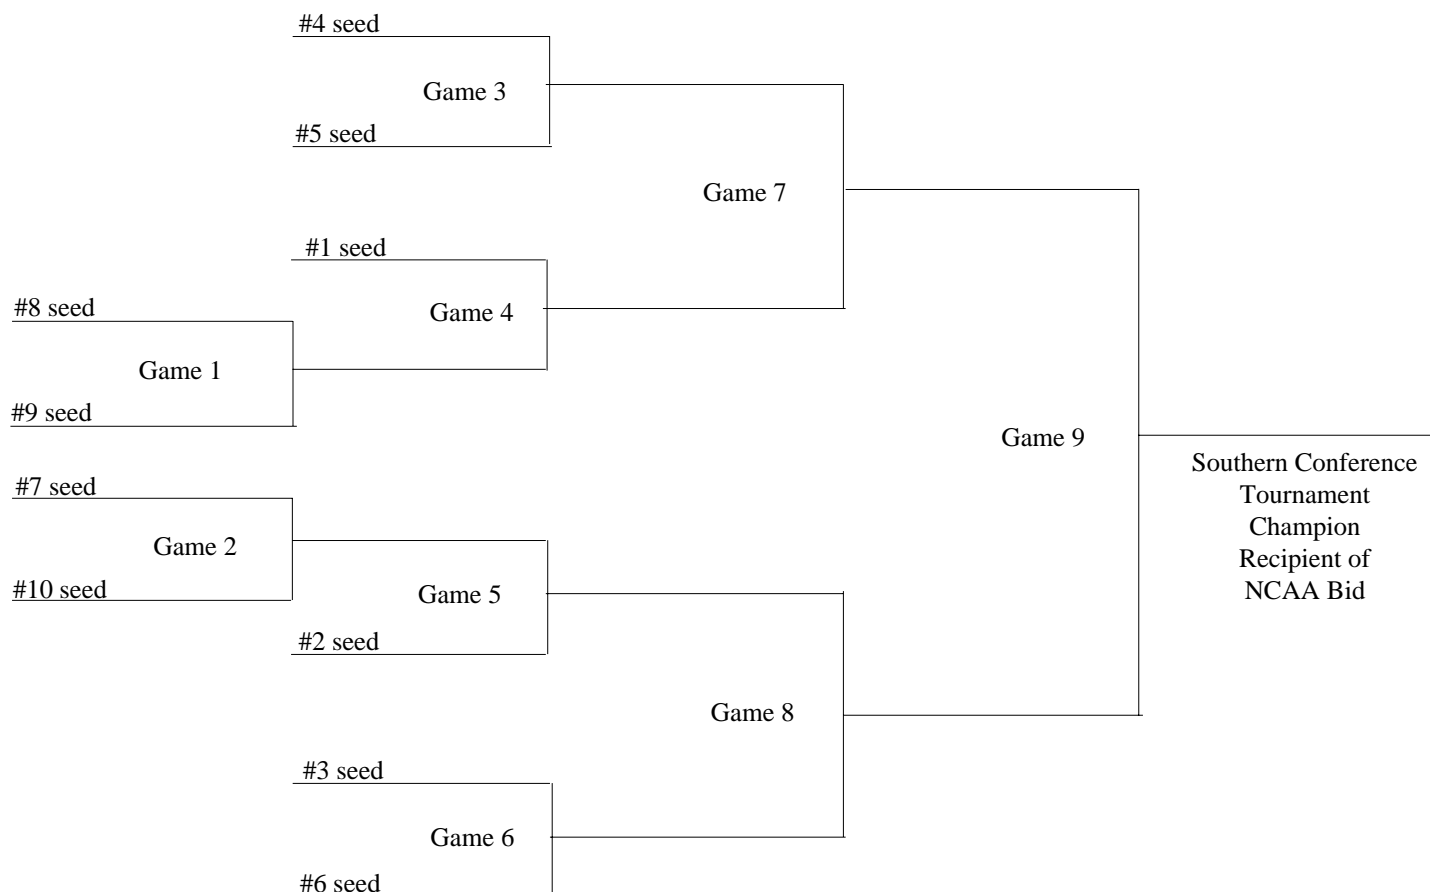 #4 seed
Game 3
#5 seed
Game 7
#1 seed
#8 seed
Game 4
Game 1
#9 seed
Game 9
Southern Conference
Tournament
Champion
Recipient of
NCAA Bid
#7 seed
Game 2
#10 seed
Game 5
#2 seed
Game 8
#3 seed
Game 6
#6 seed